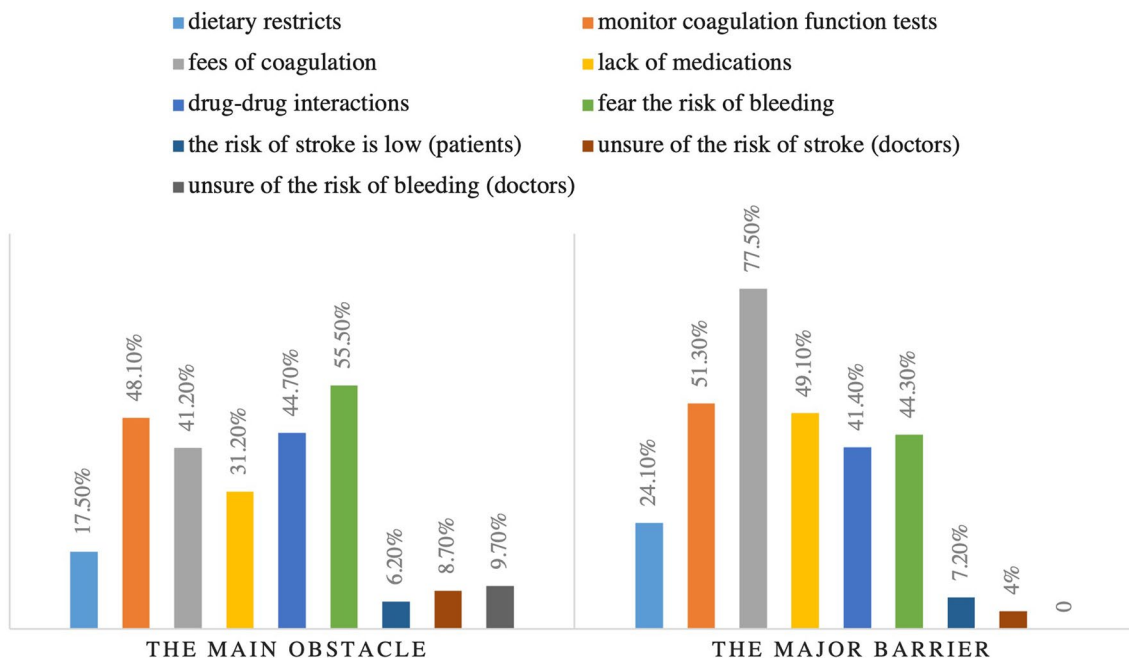 dietary restricts
monitor coagulation function tests
fees of coagulation
lack of medications
drug-drug interactions
fear the risk of bleeding
the risk of stroke is low (patients)
unsure of the risk of stroke (doctors)
unsure of the risk of bleeding (doctors)
17.50%
48.10%
41.20%
31.20%
44.70%
55.50%
6.20%
8.70%
9.70%
24.10%
51.30%
77.50%
49.10%
41.40%
44.30%
7.20%
4%
0
THE MAIN OBSTACLE
THE MAJOR BARRIER